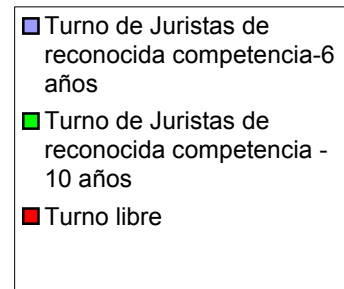 Turno de Juristas de
reconocida competencia-6
años
Turno de Juristas de
reconocida competencia -
10 años
Turno libre